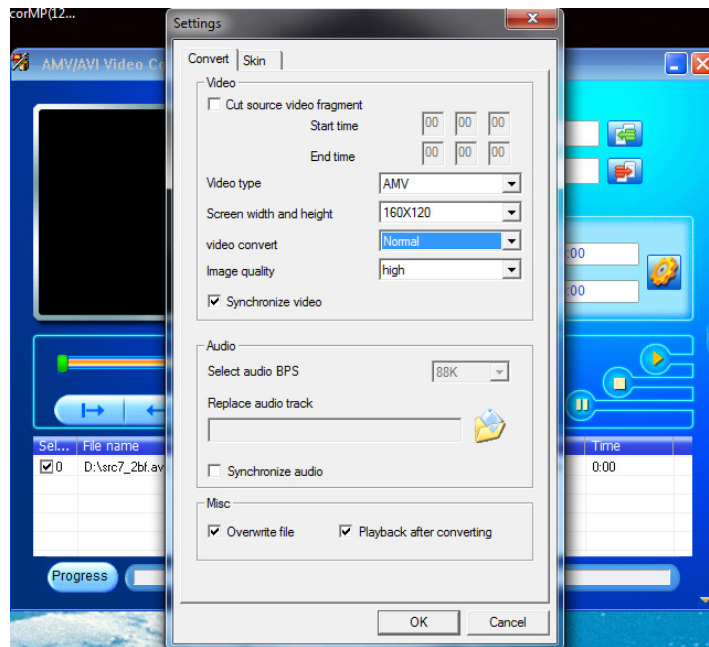 corMP(12...
Settings
AMV/AVI Video Co
Convert Skin
Video
Cut source video fragment
Start time 00 00 00
End time 00 00 00
Video type AMV
Screen width and height 160X120
video convert Normal
:00
Image quality high
:00
Synchronize video
Audio
Select audio BPS 88K
Replace audio track
Sel... File name Time
0 D:\src7_2bf.av 0:00
Synchronize audio
Misc
Overwrite file Playback after converting
Progress
OK Cancel